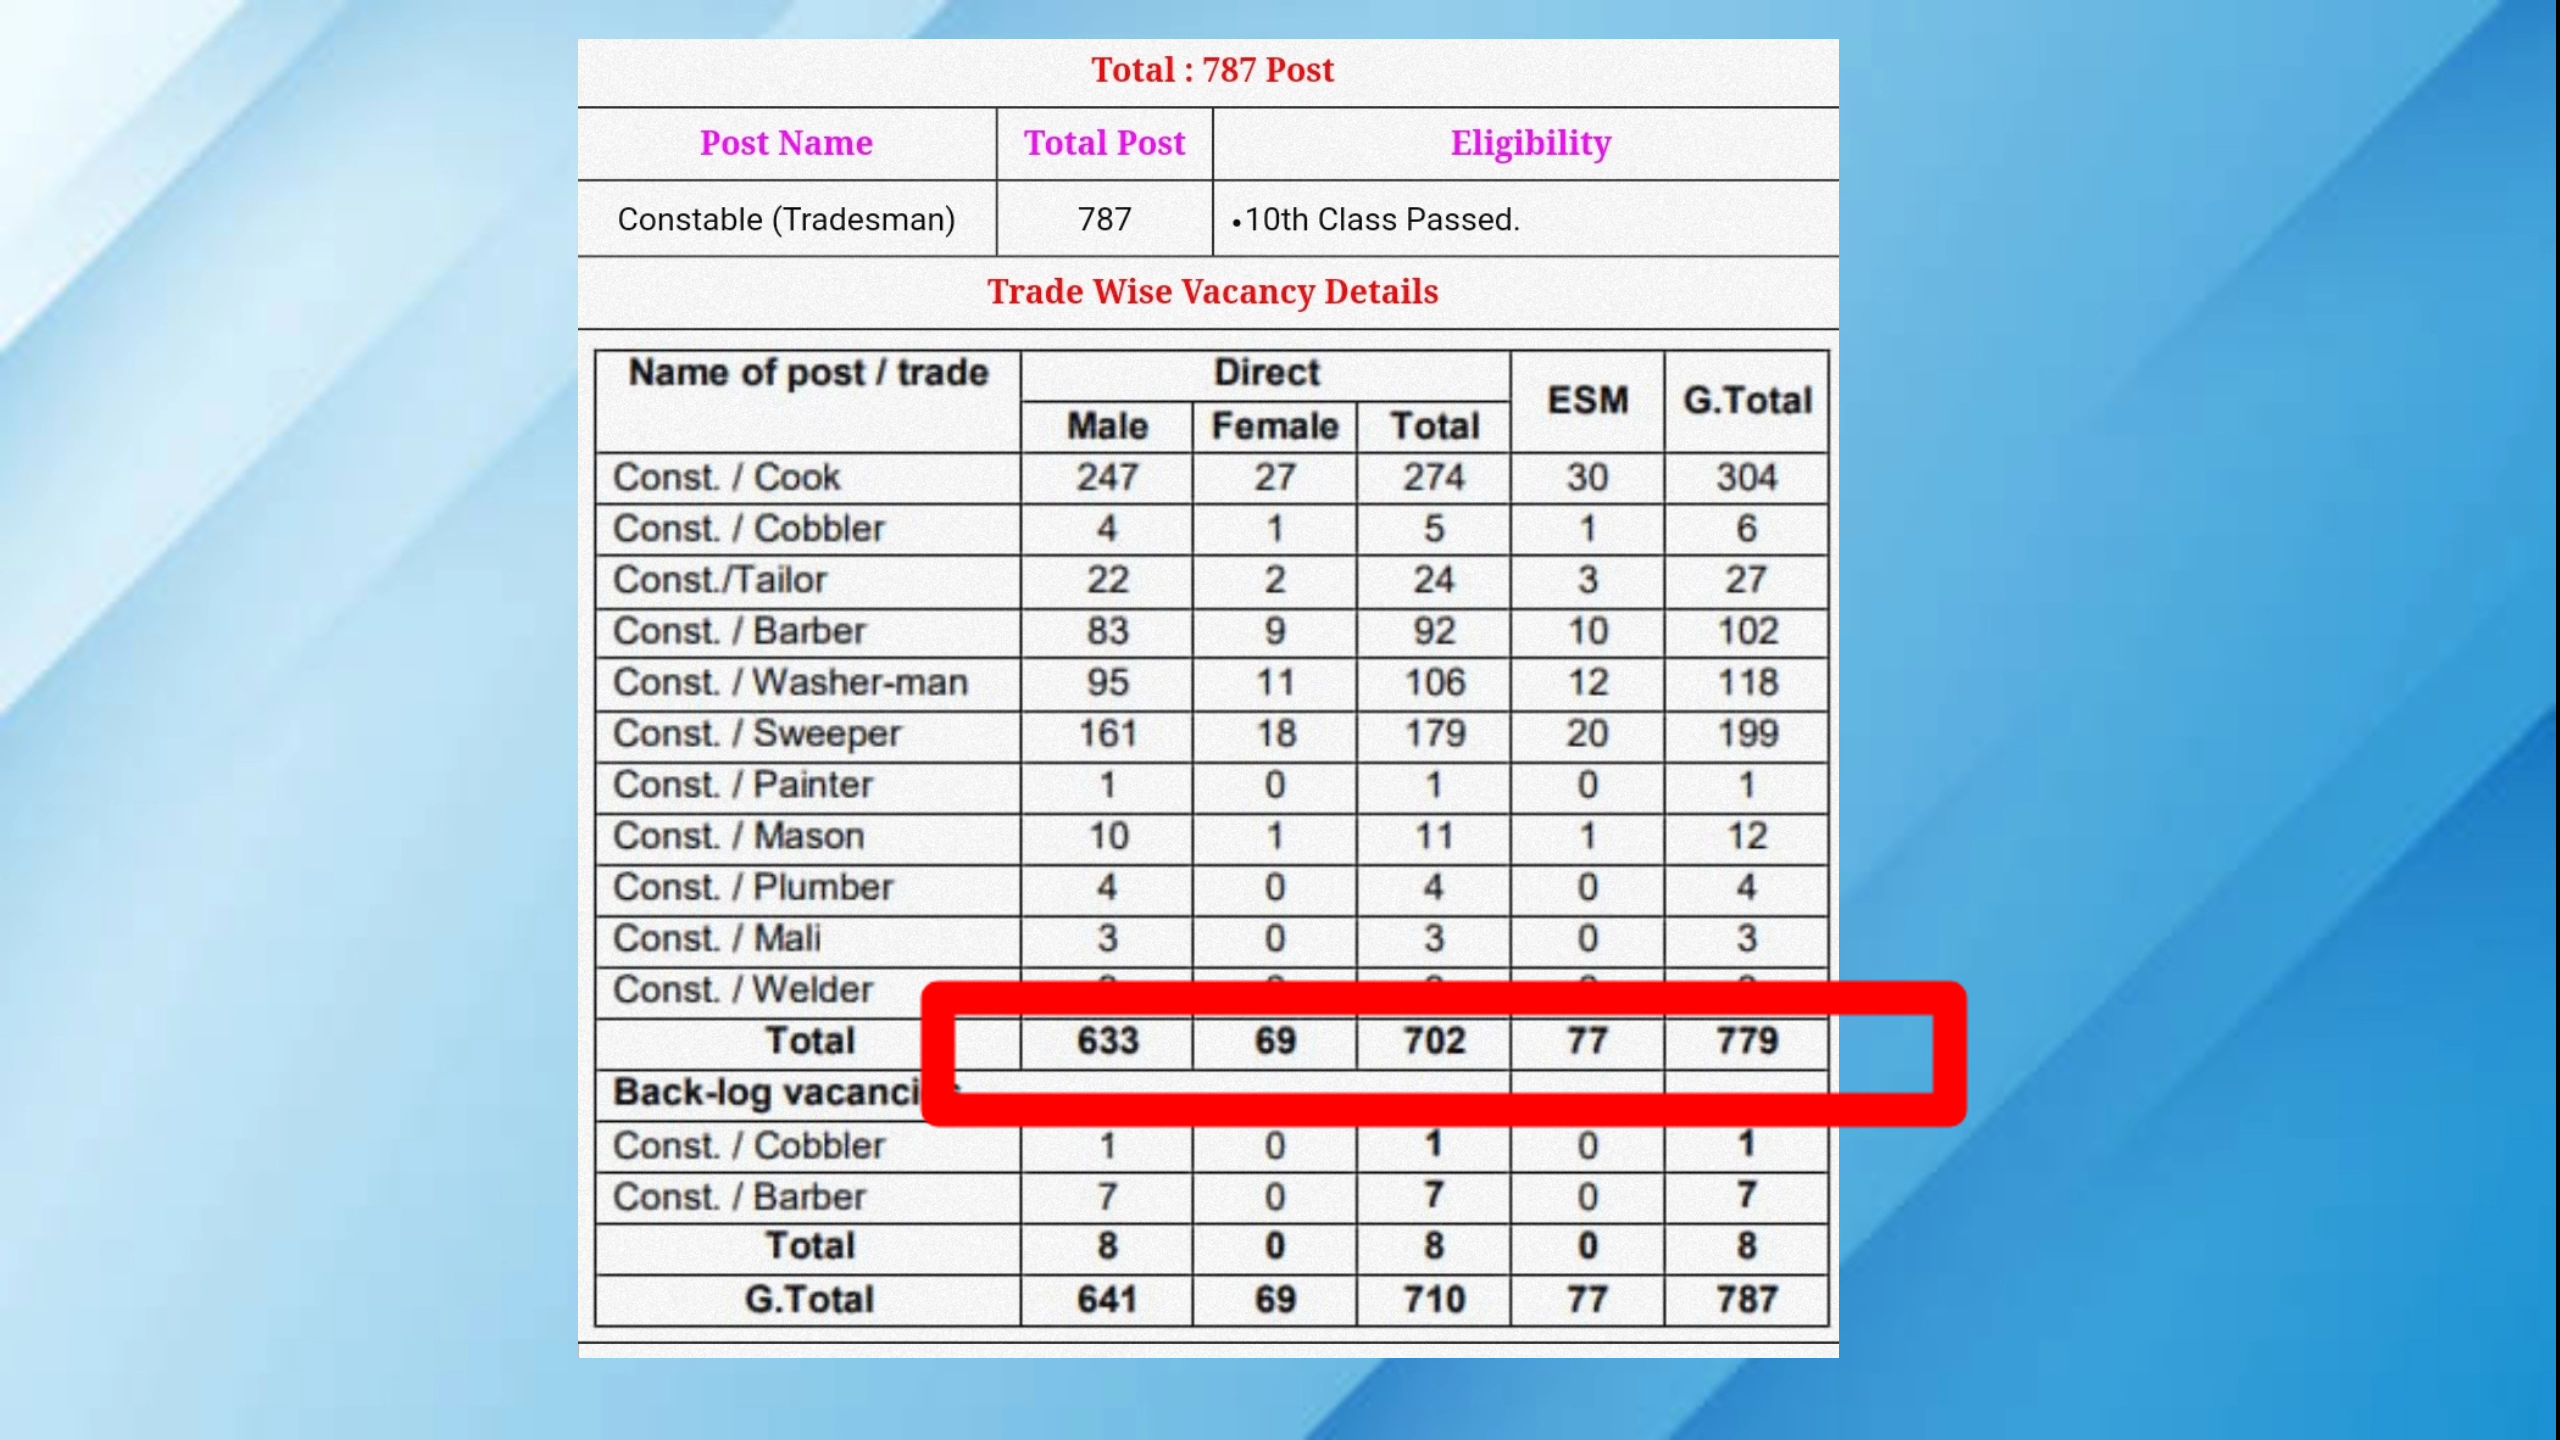 Total : 787 Post
Post Name Total Post Eligibility
Constable (Tradesman) 787 •10th Class Passed.
Trade Wise Vacancy Details
Name of post / trade Direct ESM G.Total
Male Female Total
Const. / Cook 247 27 274 30 304
Const. / Cobbler 4 1 5 1 6
Const./Tailor 22 2 24 3 27
Const. / Barber 83 9 92 10 102
Const. / Washer-man 95 11 106 12 118
Const. / Sweeper 161 18 179 20 199
Const. / Painter 1 0 1 0 1
Const. / Mason 10 1 11 1 12
Const. / Plumber 4 0 4 0 4
Const. / Mali 3 0 3 0 3
Const. / Welder
Total 633 69 702 77 779
Back-log
Const. / Cobbler 1 0 1 0 1
Const. / Barber 7 0 7 0 7
Total 8 0 8 0 8
G.Total 641 69 710 77 787